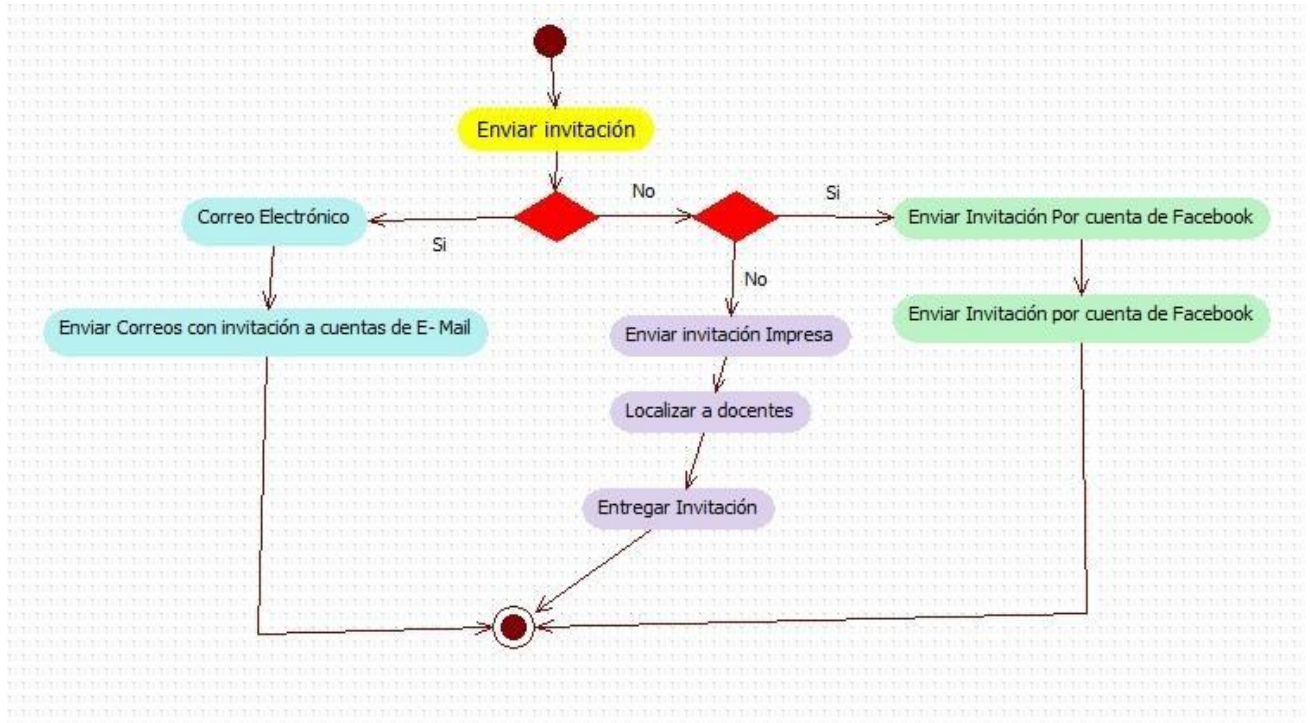 Enviar invitación
No
Si
Correo Electrónico
Si
Enviar Invitación Por cuenta de Facebook
No
Enviar Correos con invitación a cuentas de E- Mail
Enviar invitación Impresa
Enviar Invitación por cuenta de Facebook
Localizar a docentes
Entregar Invitación